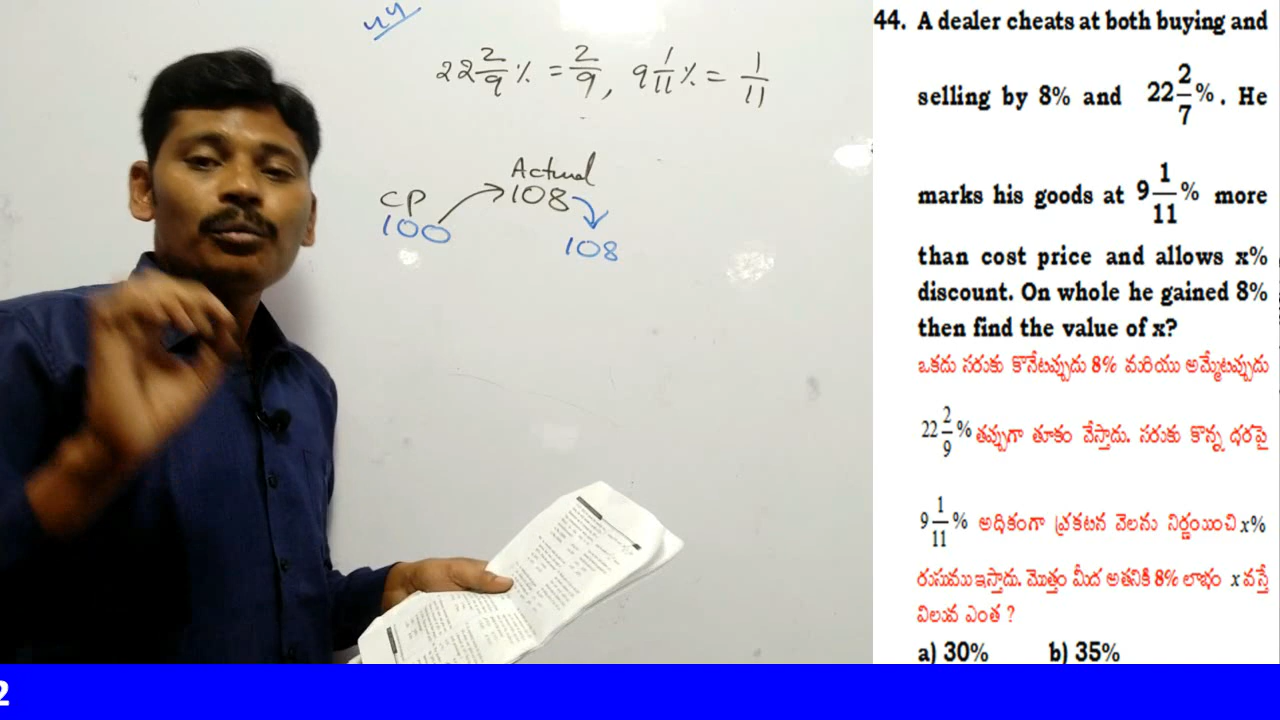 44
22 2/9 % = 2/9, 9 1/11 % = 1/11
Actual
CP
108
100
108
44. A dealer cheats at both buying and
selling by 8% and 22 2/7 %. He
marks his goods at 9 1/11 % more
than cost price and allows x%
discount. On whole he gained 8%
then find the value of x?
ఒకడు సరుకు కొనేటప్పుడు 8% మరియు అమ్మేటప్పుడు
22 2/9 % తప్పుగా తూకం వేస్తాడు. సరుకు కొన్న ధరపై
9 1/11 % అధికంగా ప్రకటన వెలను నిర్ణయించి x%
రుసుము ఇస్తాడు. మొత్తం మీద అతనికి 8% లాభం x వస్తే
విలువ ఎంత ?
a) 30% b) 35%
2